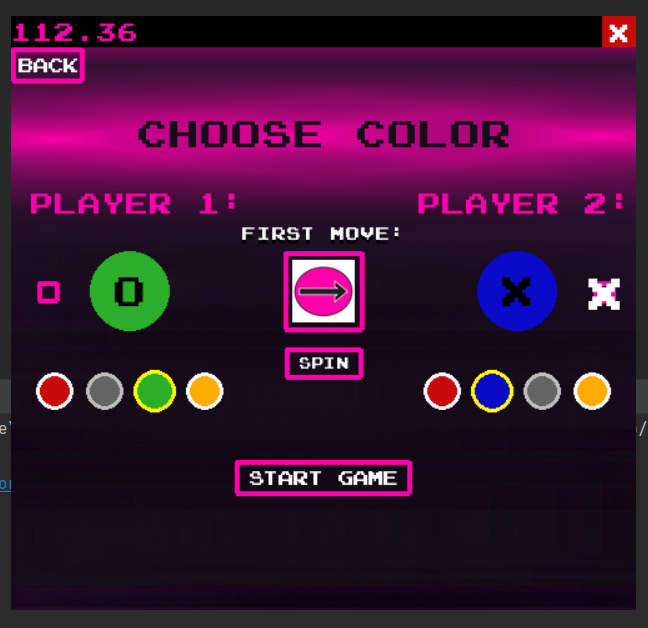 112.36 X
BACK
CHOOSE COLOR
PLAYER 1: PLAYER 2:
FIRST MOVE:
O X X
SPIN
START GAME